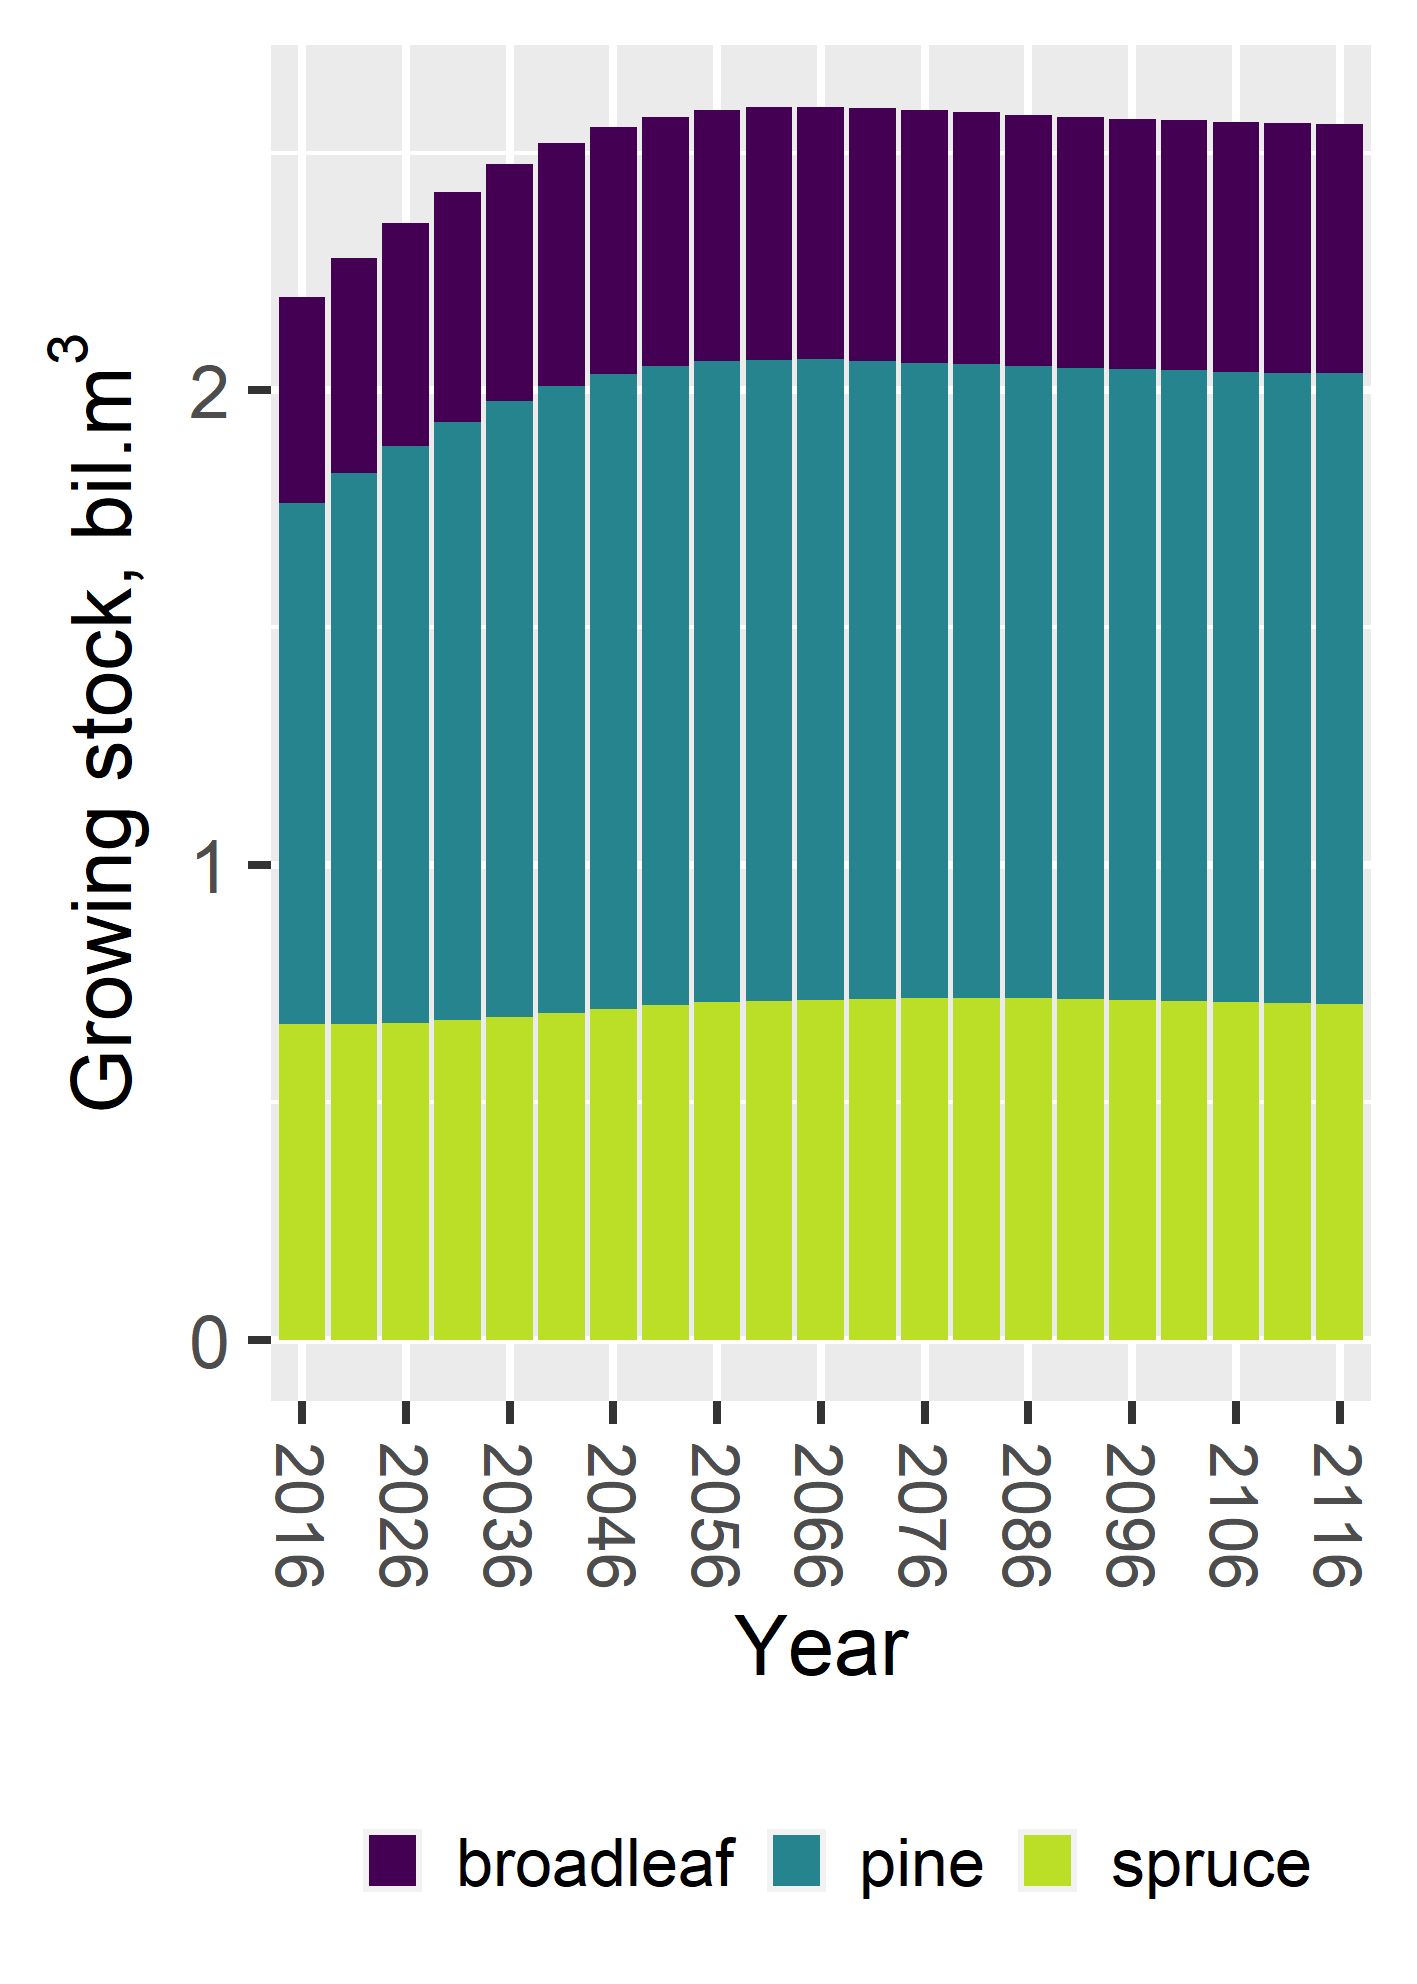 Growing stock, bil.m³
2
1
0
2016 2026 2036 2046 2056 2066 2076 2086 2096 2106 2116
Year
broadleaf pine spruce